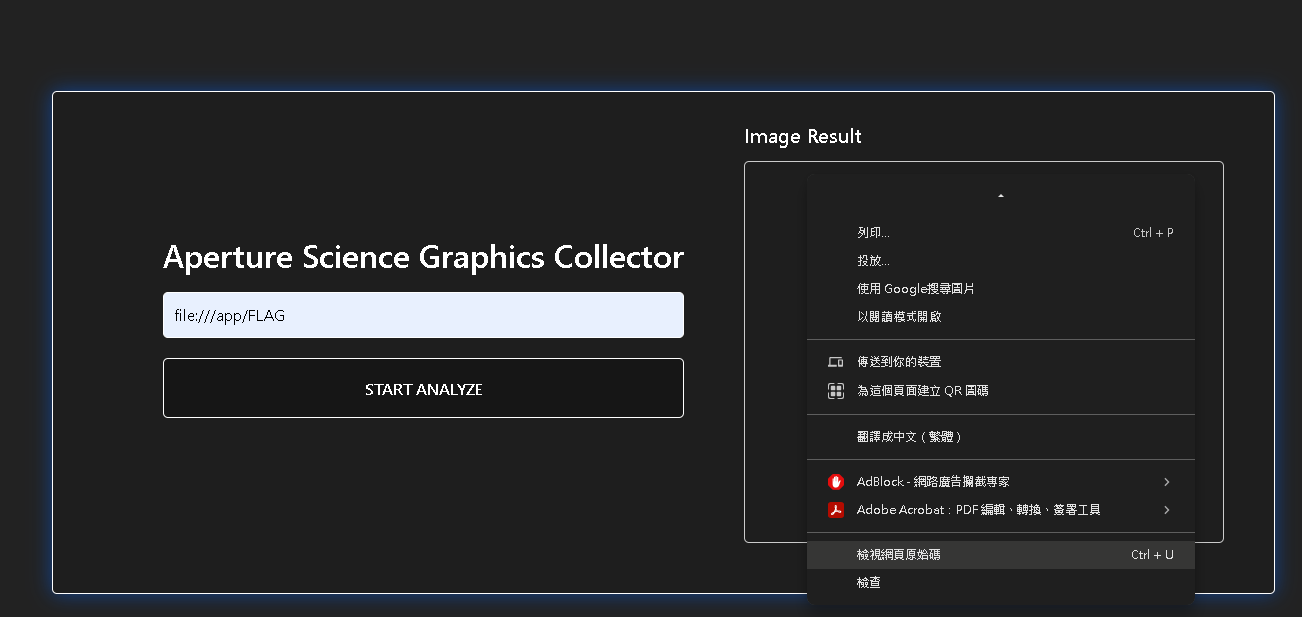 Image Result
Aperture Science Graphics Collector
file:///app/FLAG
START ANALYZE
列印... Ctrl + P
投放...
使用 Google搜尋圖片
以閱讀模式開啟
傳送到你的裝置
為這個頁面建立 QR 圖碼
翻譯成中文 ( 繁體 )
AdBlock - 網路廣告攔截專家
Adobe Acrobat：PDF 編輯、轉換、簽署工具
檢視網頁原始碼 Ctrl + U
檢查